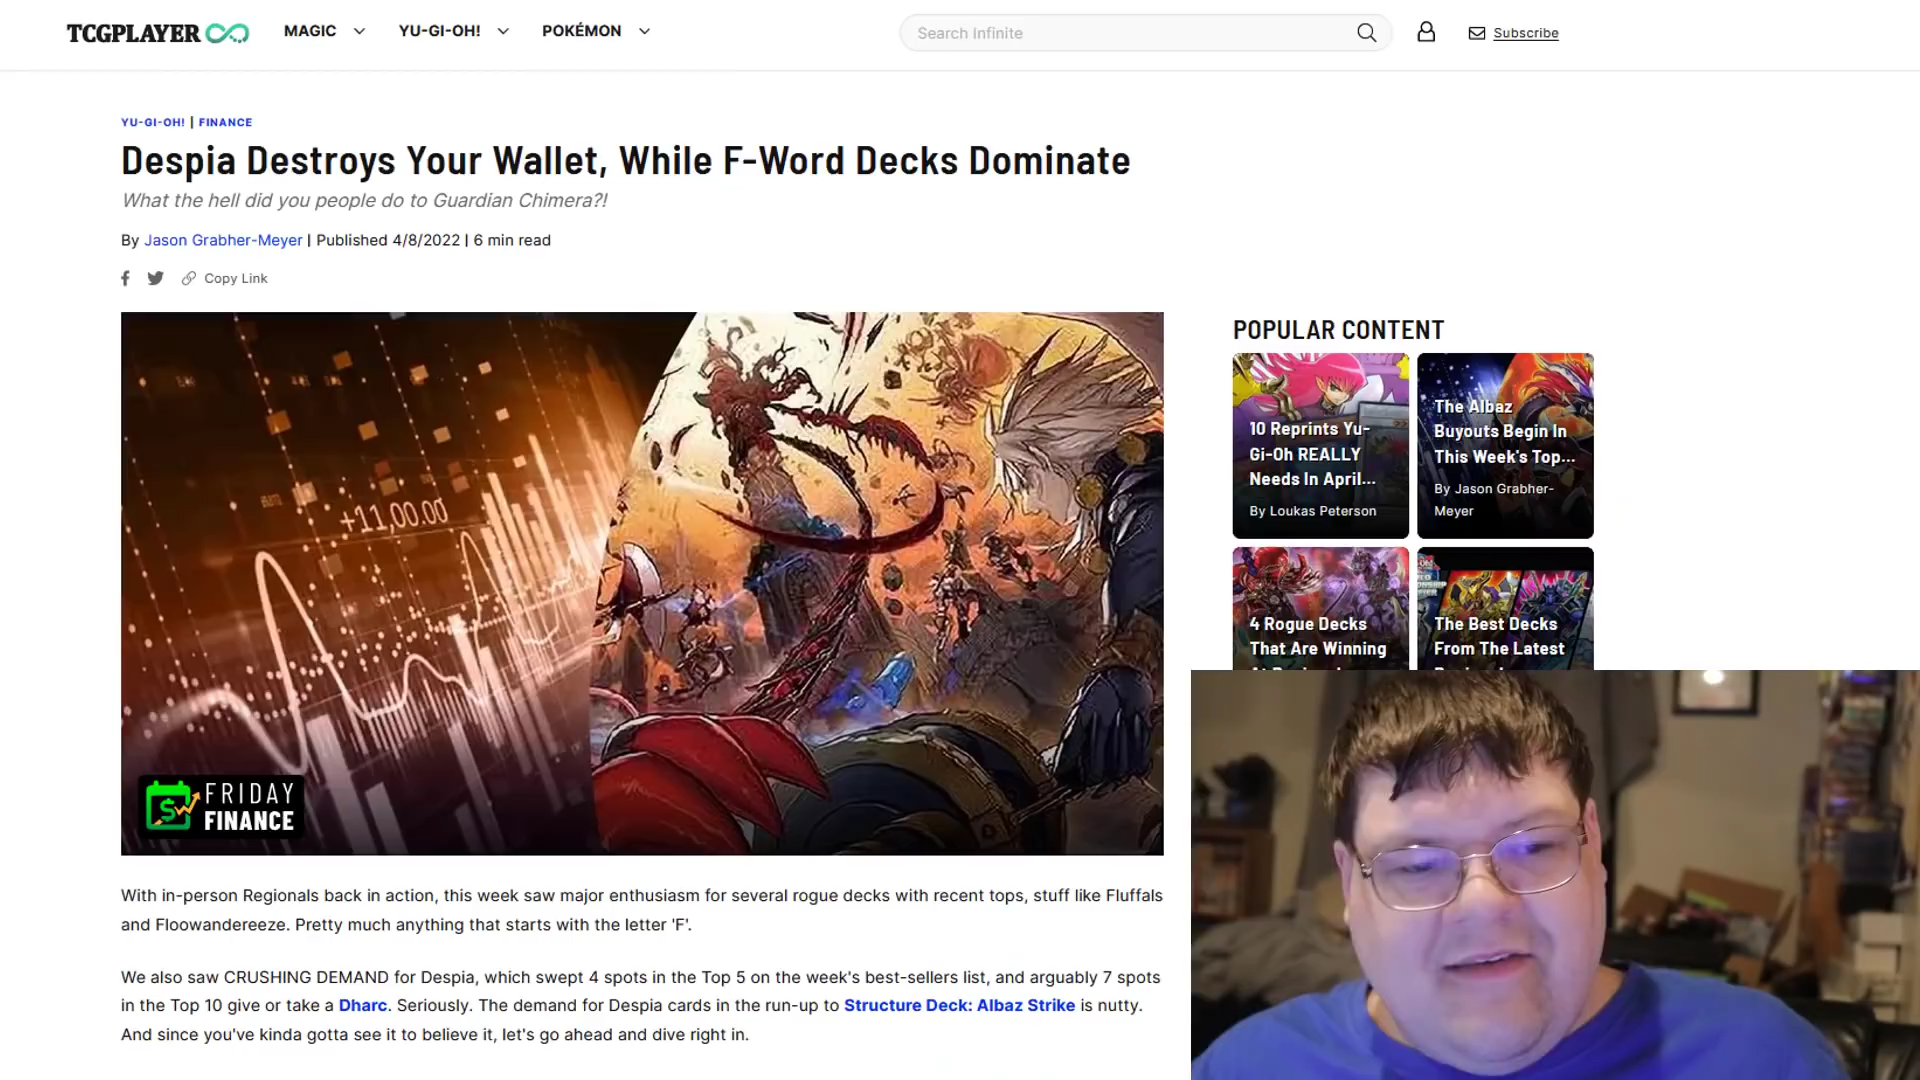 TCGPLAYER
MAGIC
YU-GI-OH!
POKÉMON
Search Infinite
Subscribe
YU-GI-OH! | FINANCE
Despia Destroys Your Wallet, While F-Word Decks Dominate
What the hell did you people do to Guardian Chimera?!
By Jason Grabher-Meyer | Published 4/8/2022 | 6 min read
Copy Link
+11,00.00
FRIDAY
FINANCE
POPULAR CONTENT
10 Reprints Yu-
Gi-Oh REALLY
Needs In April...
By Loukas Peterson
The Albaz
Buyouts Begin In
This Week's Top...
By Jason Grabher-
Meyer
4 Rogue Decks
That Are Winning
The Best Decks
From The Latest
With in-person Regionals back in action, this week saw major enthusiasm for several rogue decks with recent tops, stuff like Fluffals
and Floowandereeze. Pretty much anything that starts with the letter 'F'.
We also saw CRUSHING DEMAND for Despia, which swept 4 spots in the Top 5 on the week's best-sellers list, and arguably 7 spots
in the Top 10 give or take a Dharc. Seriously. The demand for Despia cards in the run-up to Structure Deck: Albaz Strike is nutty.
And since you've kinda gotta see it to believe it, let's go ahead and dive right in.